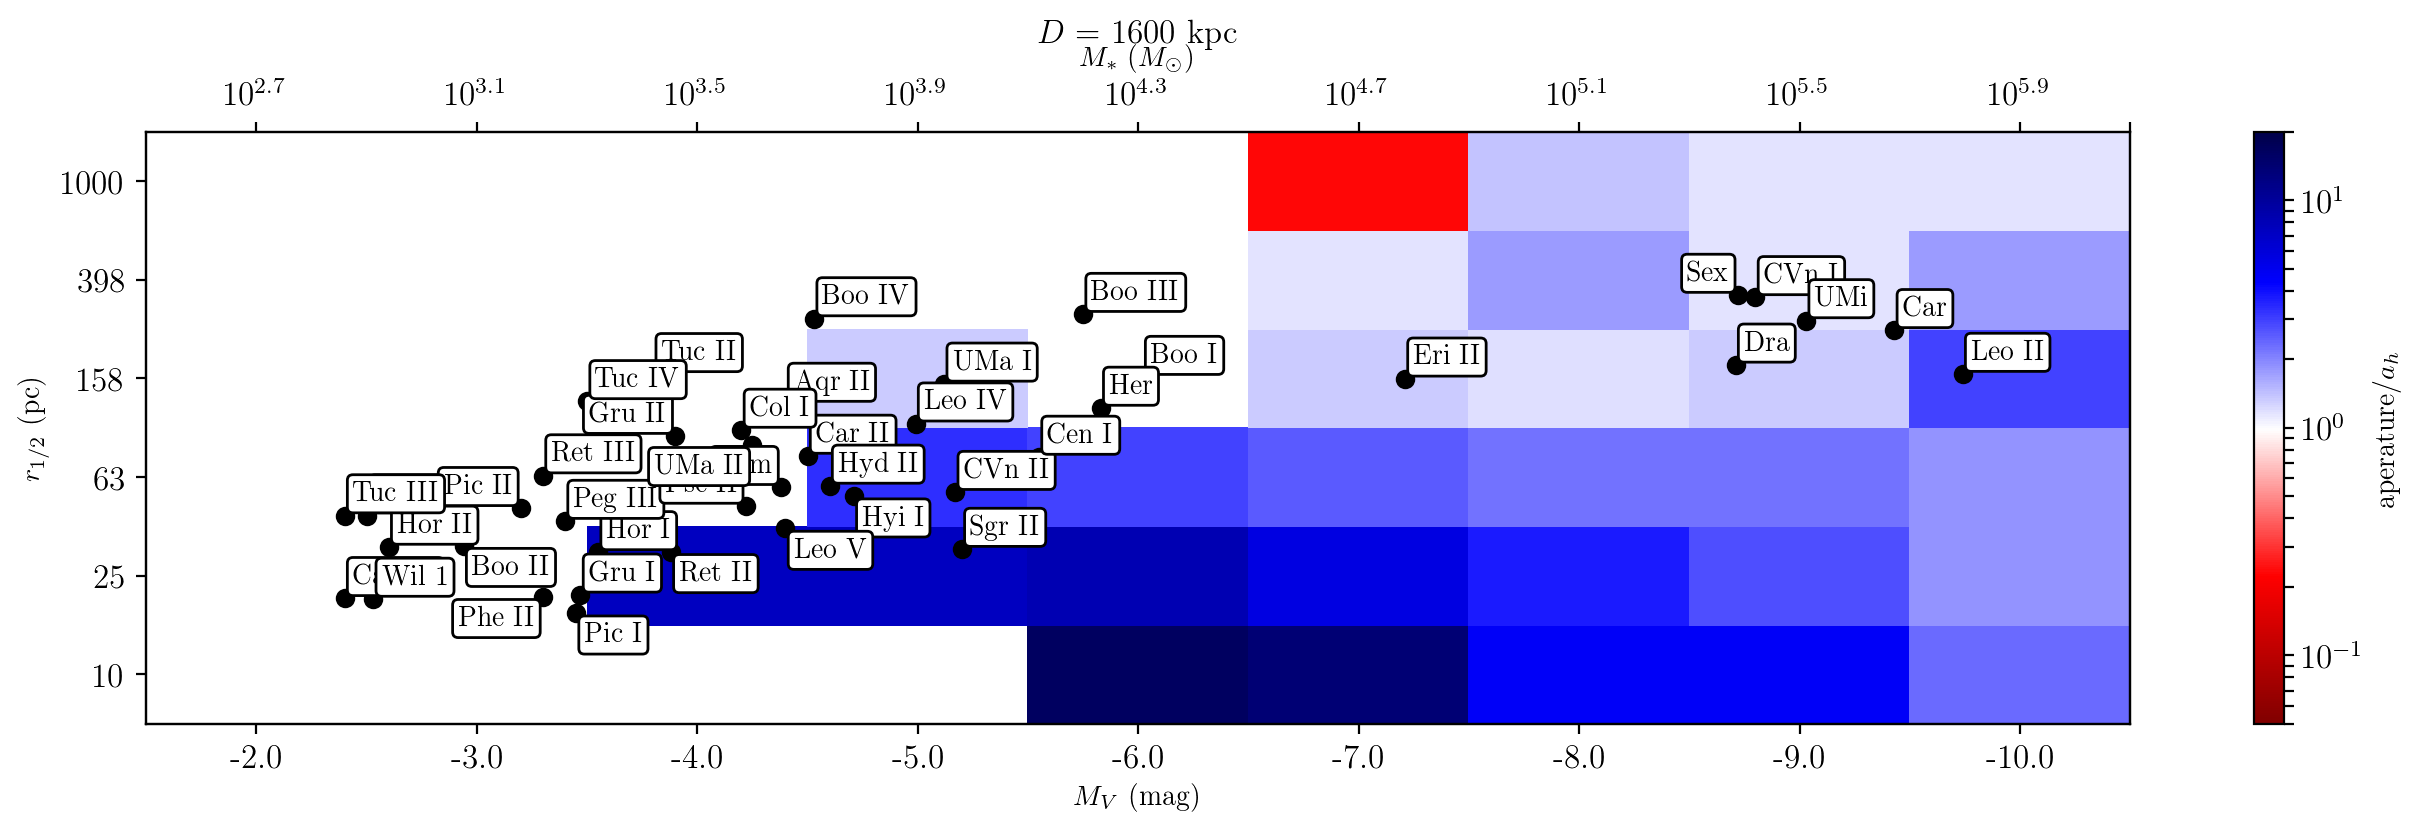 D = 1600 kpc
M* (M⊙)
10^2.7 10^3.1 10^3.5 10^3.9 10^4.3 10^4.7 10^5.1 10^5.5 10^5.9
1000
398
158
63
25
10
r1/2 (pc)
Boo IV
Boo III
Sex
CVn I
UMi
Car
Tuc II
Tuc IV
Gru II
Aqr II
Col I
UMa I
Leo IV
Boo I
Her
Eri II
Dra
Leo II
Ret III
Car II
Cen I
UMa II
Hyd II
CVn II
Pic II
Tuc III
Peg III
Hor II
Hor I
Hyi I
Sgr II
Leo V
Boo II
Wil 1
Gru I
Ret II
Phe II
Pic I
-2.0 -3.0 -4.0 -5.0 -6.0 -7.0 -8.0 -9.0 -10.0
MV (mag)
10^1
10^0
10^-1
aperature/ah